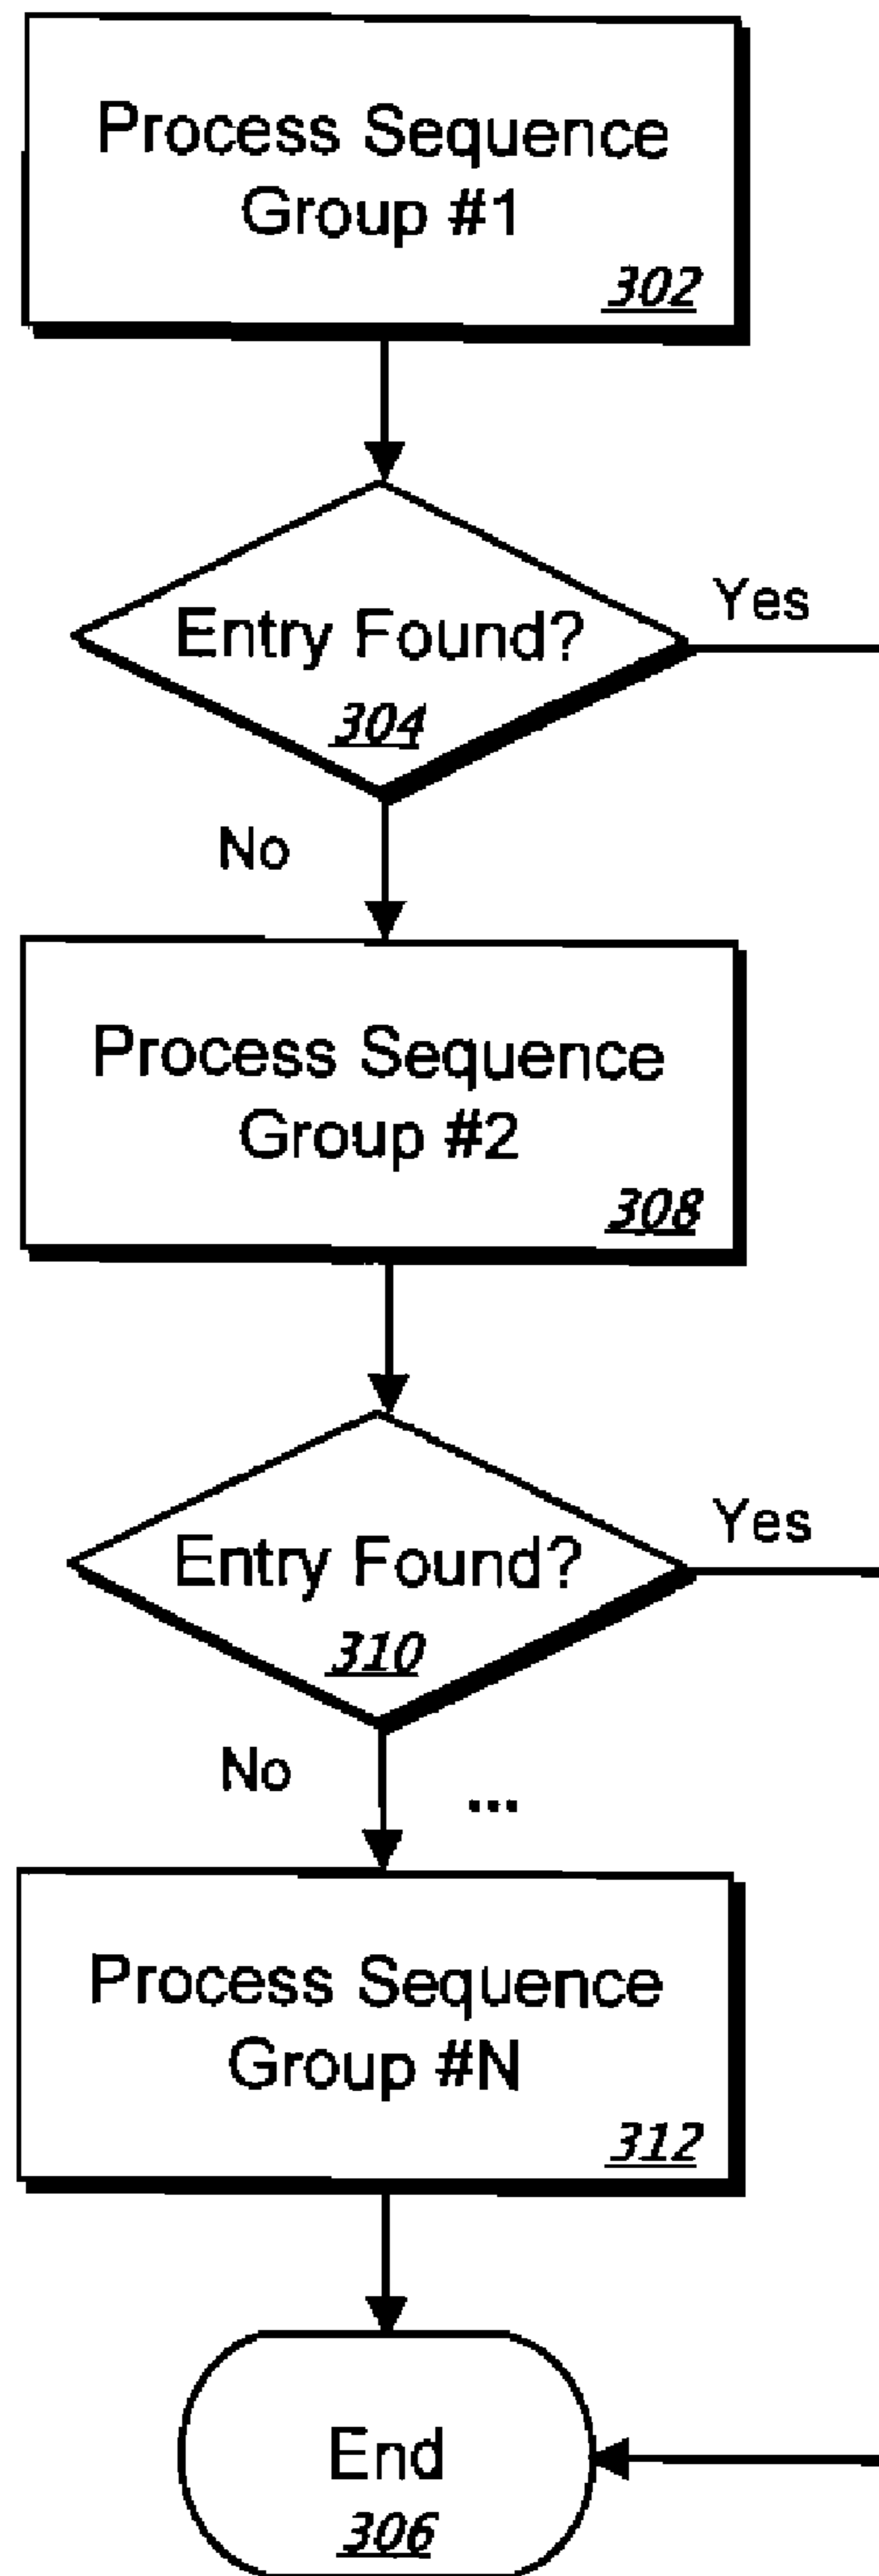 Process Sequence
Group #1
302
Entry Found?
304
Yes
No
Process Sequence
Group #2
308
Entry Found?
310
Yes
No
...
Process Sequence
Group #N
312
End
306